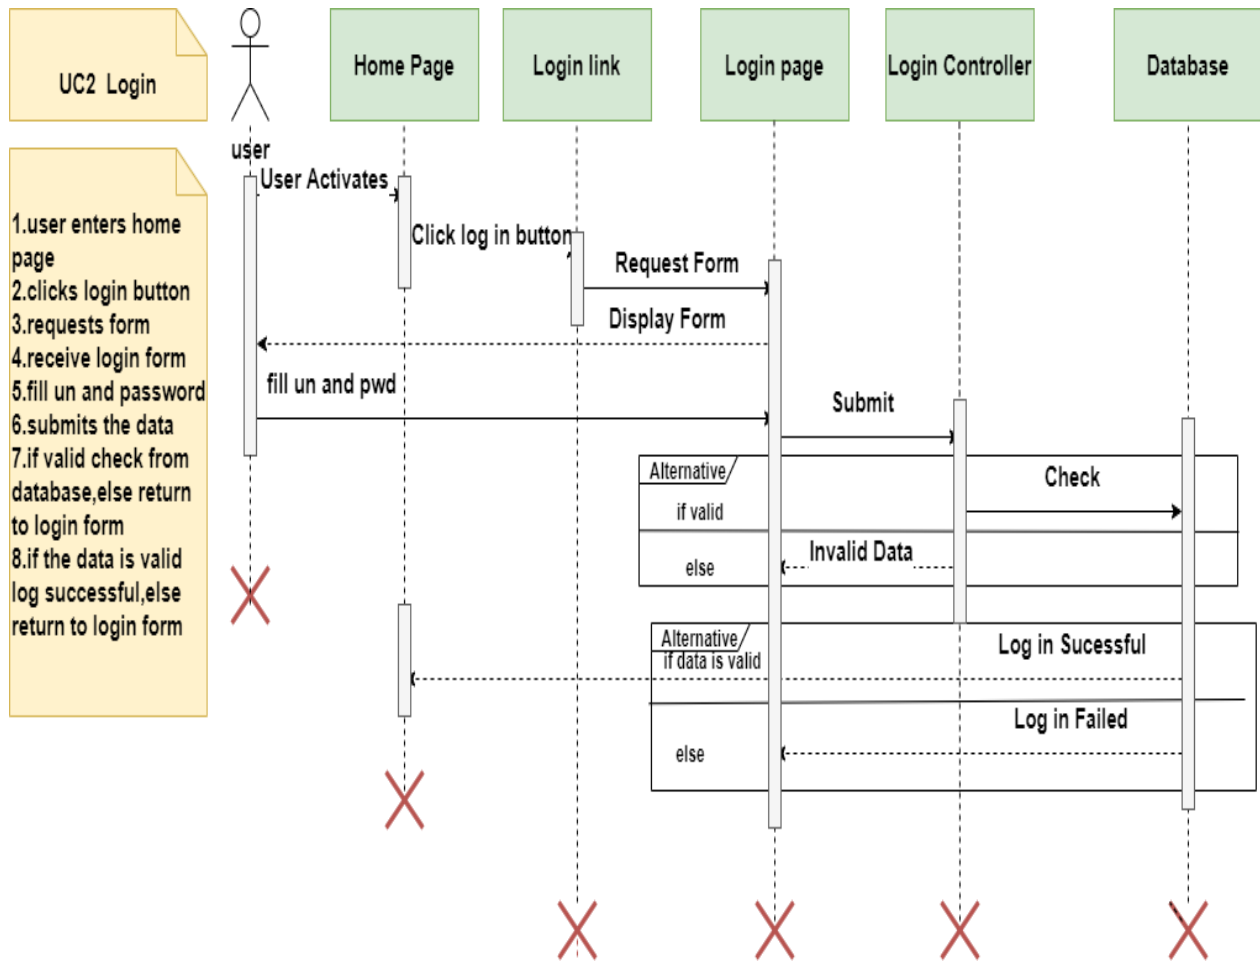 UC2 Login
user
Home Page
Login link
Login page
Login Controller
Database
1.user enters home
page
2.clicks login button
3.requests form
4.receive login form
5.fill un and password
6.submits the data
7.if valid check from
database,else return
to login form
8.if the data is valid
log successful,else
return to login form
User Activates
Click log in button
Request Form
Display Form
fill un and pwd
Submit
Alternative
if valid
Check
else
Invalid Data
Alternative
if data is valid
Log in Sucessful
Log in Failed
else